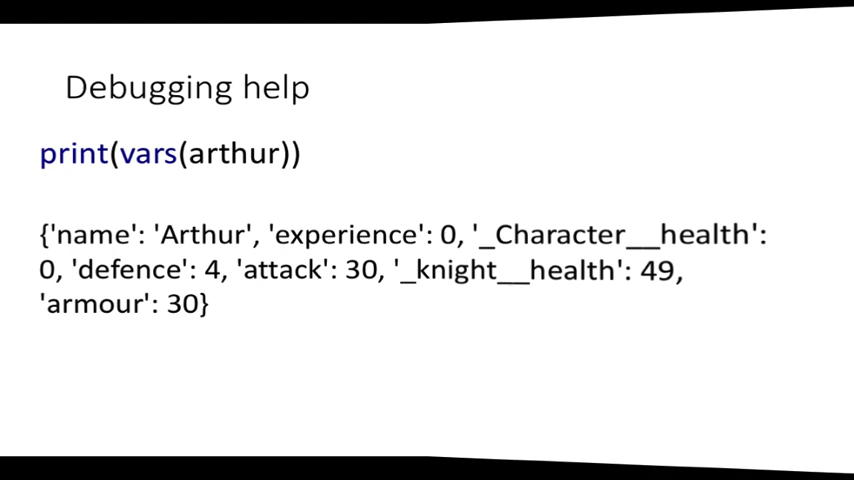 Debugging help
print(vars(arthur))
{'name': 'Arthur', 'experience': 0, '_Character__health':
0, 'defence': 4, 'attack': 30, '_knight__health': 49,
'armour': 30}